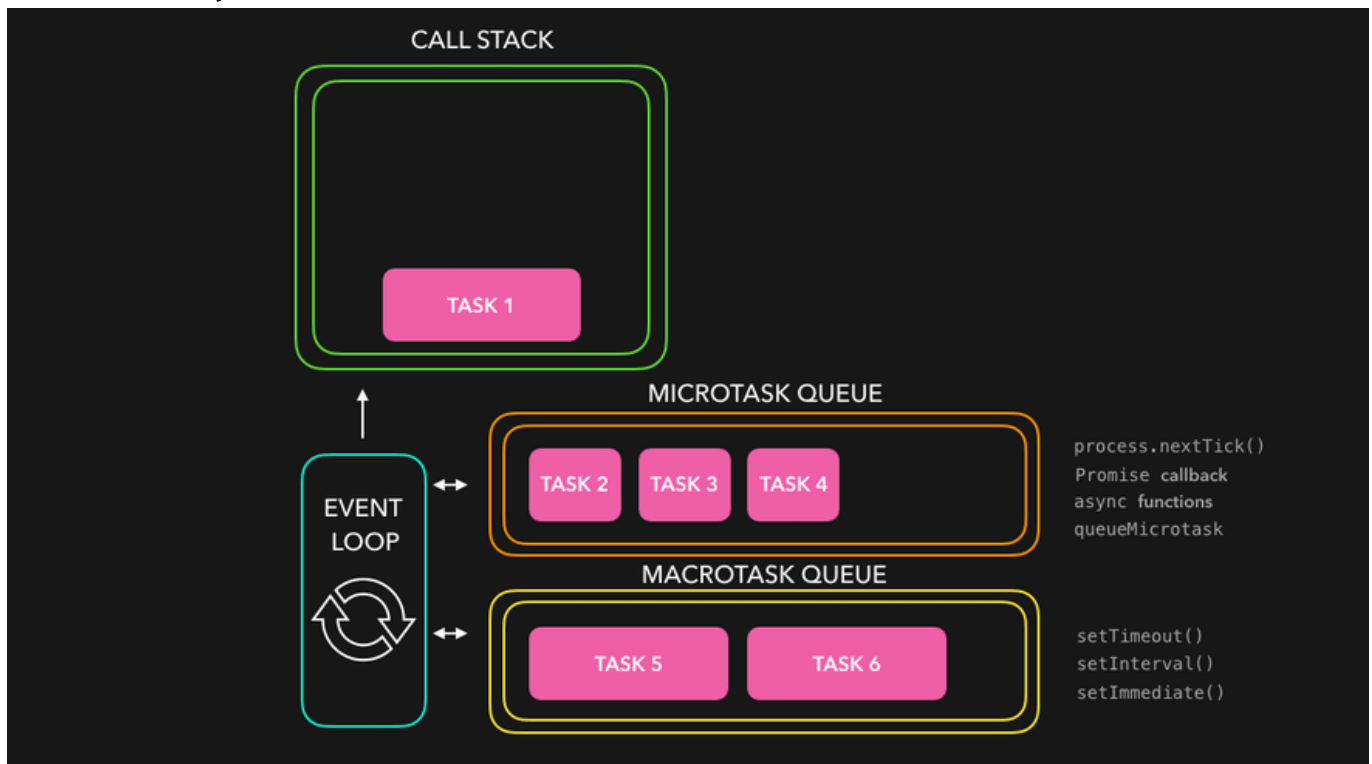 CALL STACK
TASK 1
MICROTASK QUEUE
TASK 2 TASK 3 TASK 4
process.nextTick()
Promise callback
async functions
queueMicrotask
EVENT
LOOP
MACROTASK QUEUE
TASK 5 TASK 6
setTimeout()
setInterval()
setImmediate()